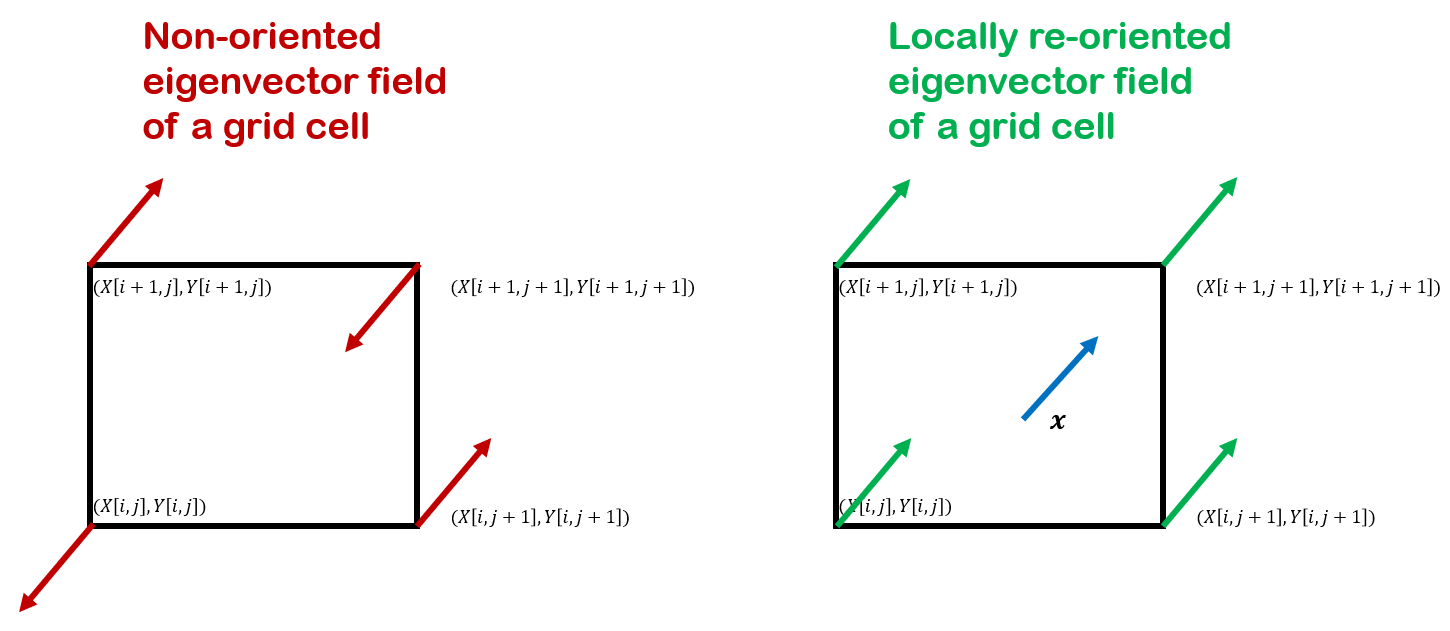 Non-oriented
eigenvector field
of a grid cell
Locally re-oriented
eigenvector field
of a grid cell
(X[i + 1, j], Y[i + 1, j])
(X[i + 1, j + 1], Y[i + 1, j + 1])
(X[i, j], Y[i, j])
(X[i, j + 1], Y[i, j + 1])
(X[i + 1, j], Y[i + 1, j])
(X[i + 1, j + 1], Y[i + 1, j + 1])
x
(X[i, j], Y[i, j])
(X[i, j + 1], Y[i, j + 1])